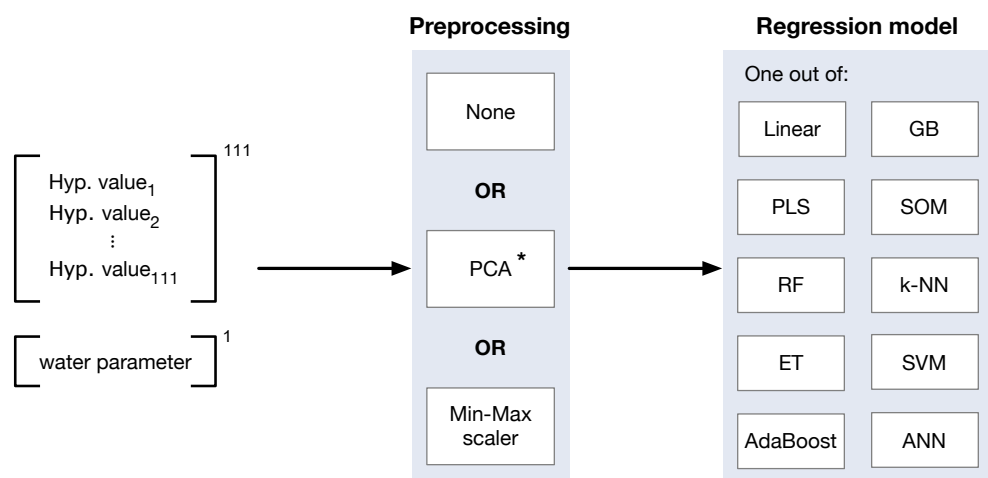 Preprocessing
Regression model
[Hyp. value1
Hyp. value2
⋮
Hyp. value111]111
[water parameter]1
None
OR
PCA *
OR
Min-Max
scaler
One out of:
Linear
GB
PLS
SOM
RF
k-NN
ET
SVM
AdaBoost
ANN